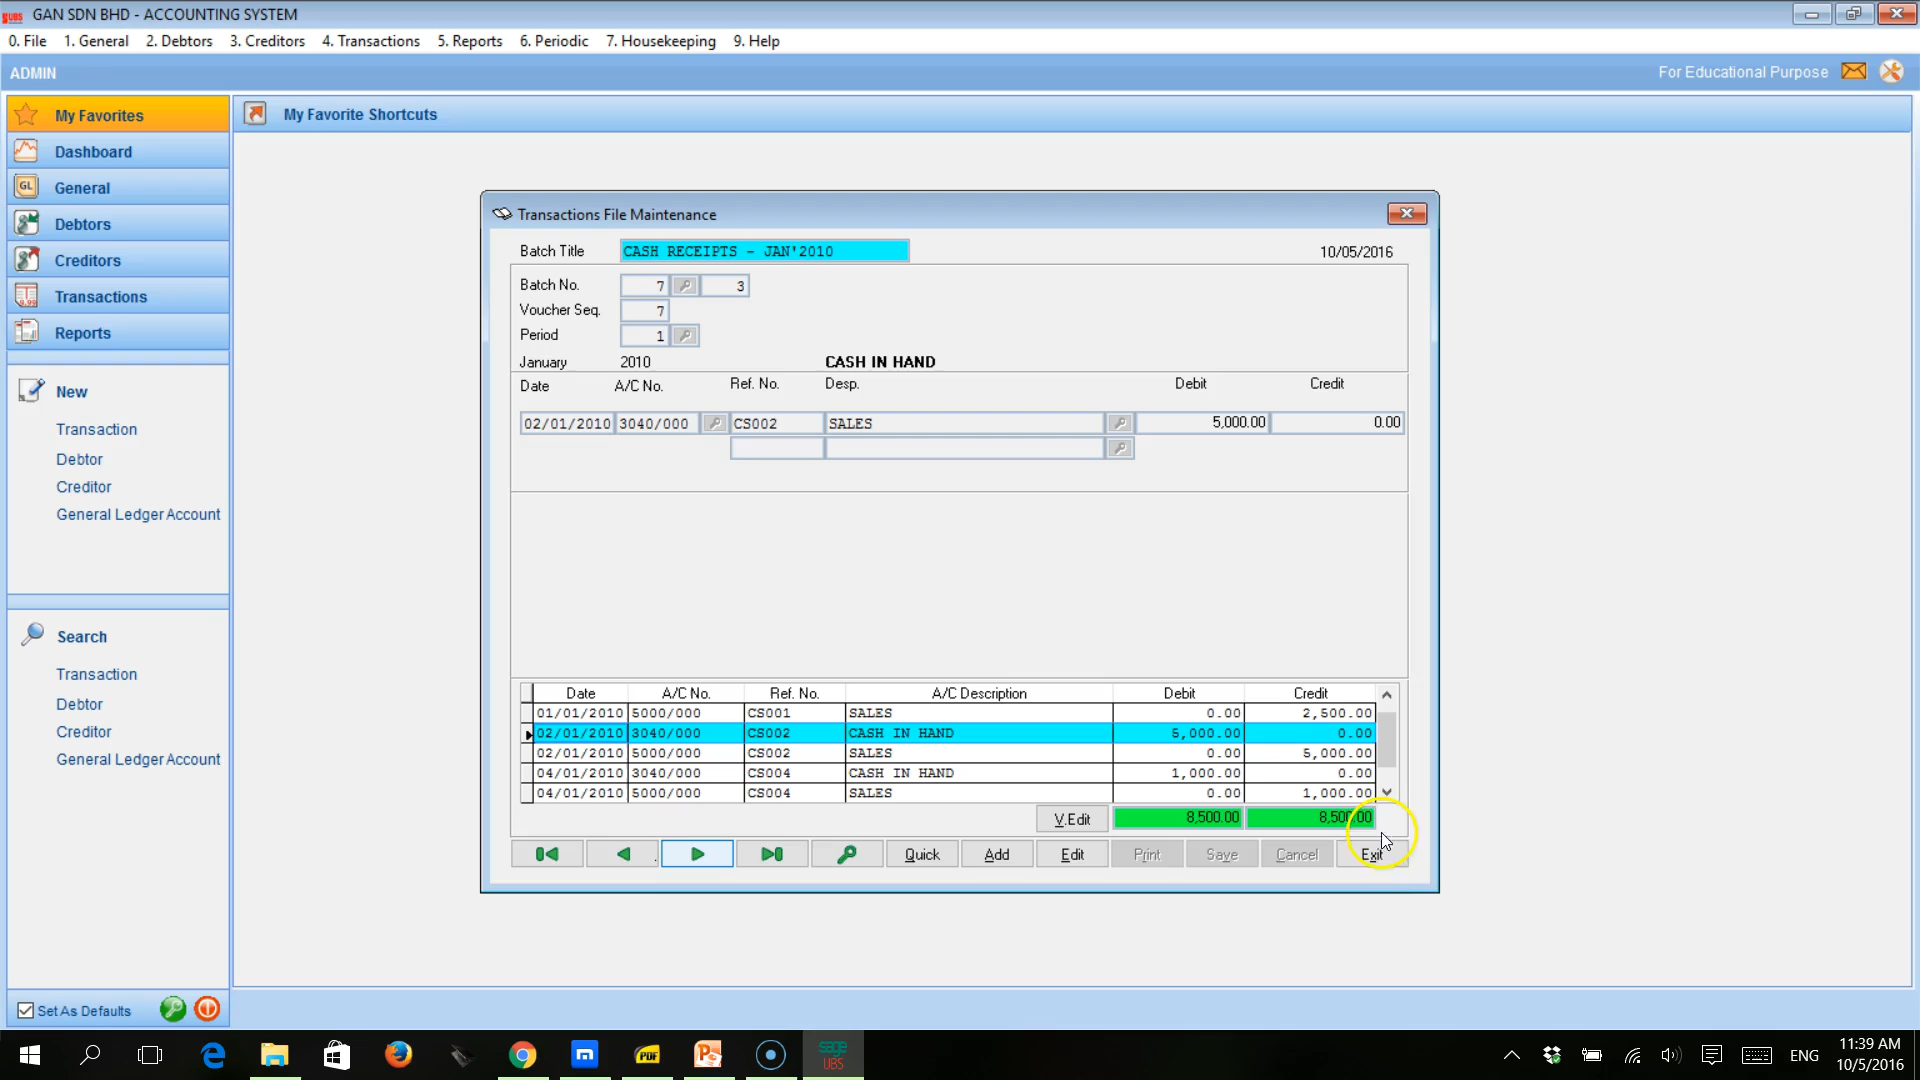 GAN SDN BHD - ACCOUNTING SYSTEM
0. File 1. General 2. Debtors 3. Creditors 4. Transactions 5. Reports 6. Periodic 7. Housekeeping 9. Help
ADMIN
For Educational Purpose
My Favorites
Dashboard
General
Debtors
Creditors
Transactions
Reports
New
Transaction
Debtor
Creditor
General Ledger Account
Search
Transaction
Debtor
Creditor
General Ledger Account
Set As Defaults
My Favorite Shortcuts
Transactions File Maintenance
Batch Title CASH RECEIPTS - JAN'2010 10/05/2016
Batch No. 7 3
Voucher Seq. 7
Period 1
January 2010 CASH IN HAND
Date A/C No. Ref. No. Desp. Debit Credit
02/01/2010 3040/000 CS002 SALES 5,000.00 0.00
Date A/C No. Ref. No. A/C Description Debit Credit
01/01/2010 5000/000 CS001 SALES 0.00 2,500.00
02/01/2010 3040/000 CS002 CASH IN HAND 5,000.00 0.00
02/01/2010 5000/000 CS002 SALES 0.00 5,000.00
04/01/2010 3040/000 CS004 CASH IN HAND 1,000.00 0.00
04/01/2010 5000/000 CS004 SALES 0.00 1,000.00
V.Edit 8,500.00 8,500.00
Quick Add Edit Print Save Cancel Exit
sage UBS
ENG
11:39 AM
10/5/2016